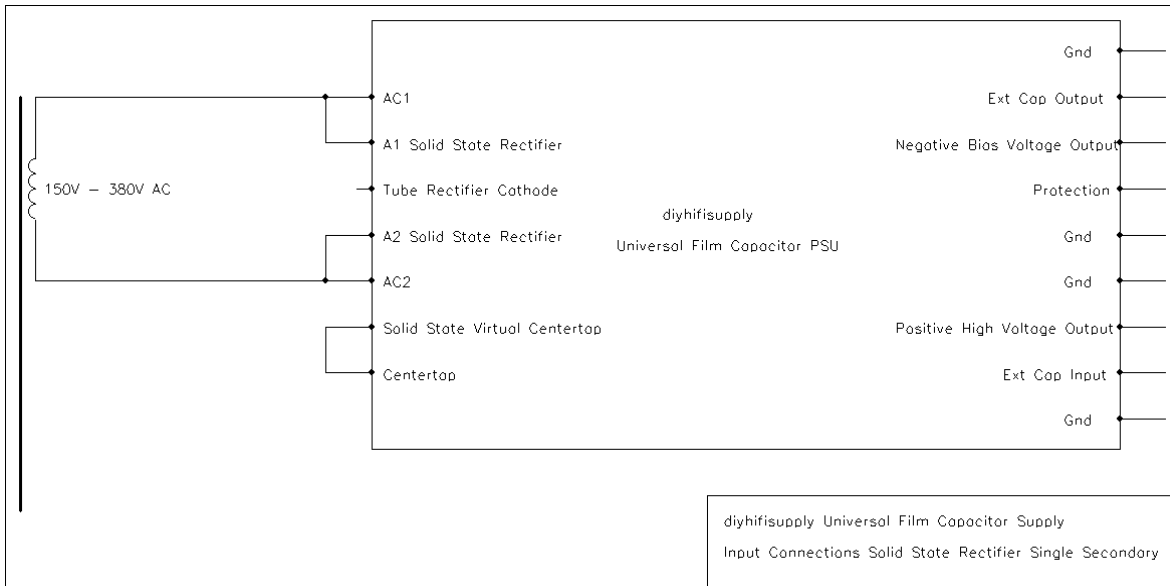 Gnd
AC1
Ext Cap Output
A1 Solid State Rectifier
Negative Bias Voltage Output
150V – 380V AC
Tube Rectifier Cathode
Protection
diyhifisupply
A2 Solid State Rectifier
Universal Film Capacitor PSU
Gnd
AC2
Gnd
Solid State Virtual Centertap
Positive High Voltage Output
Centertap
Ext Cap Input
Gnd
diyhifisupply Universal Film Capacitor Supply
Input Connections Solid State Rectifier Single Secondary